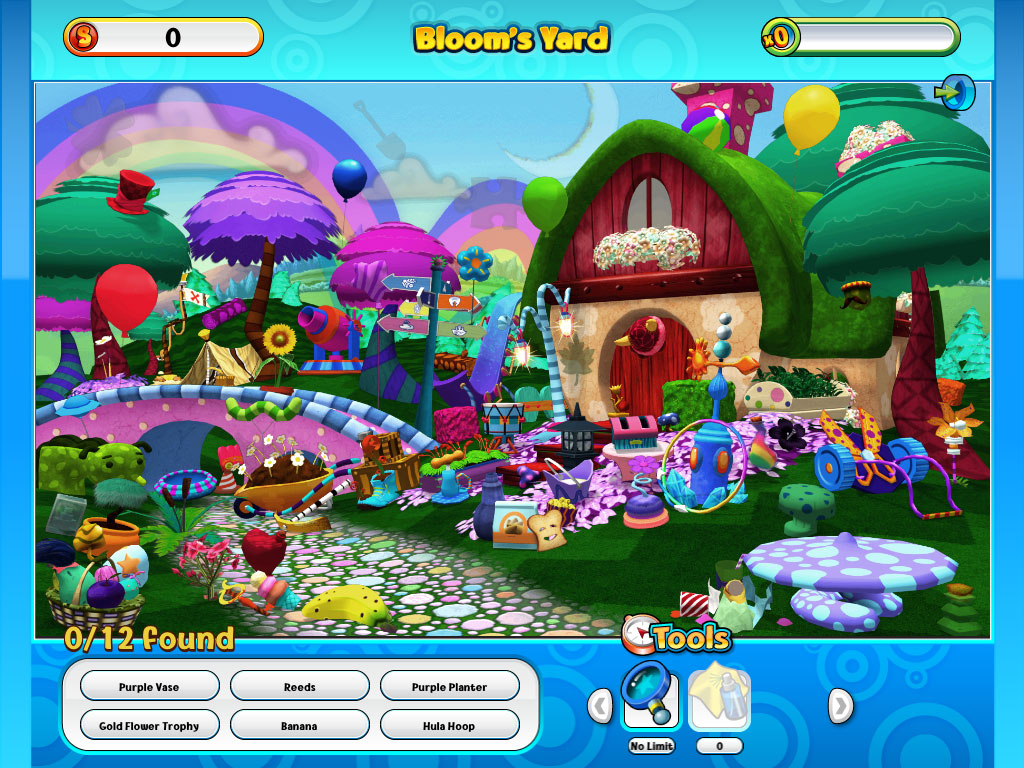 S
0
Bloom's Yard
x0
0/12 found
Tools
Purple Vase
Reeds
Purple Planter
Gold Flower Trophy
Banana
Hula Hoop
No Limit
0